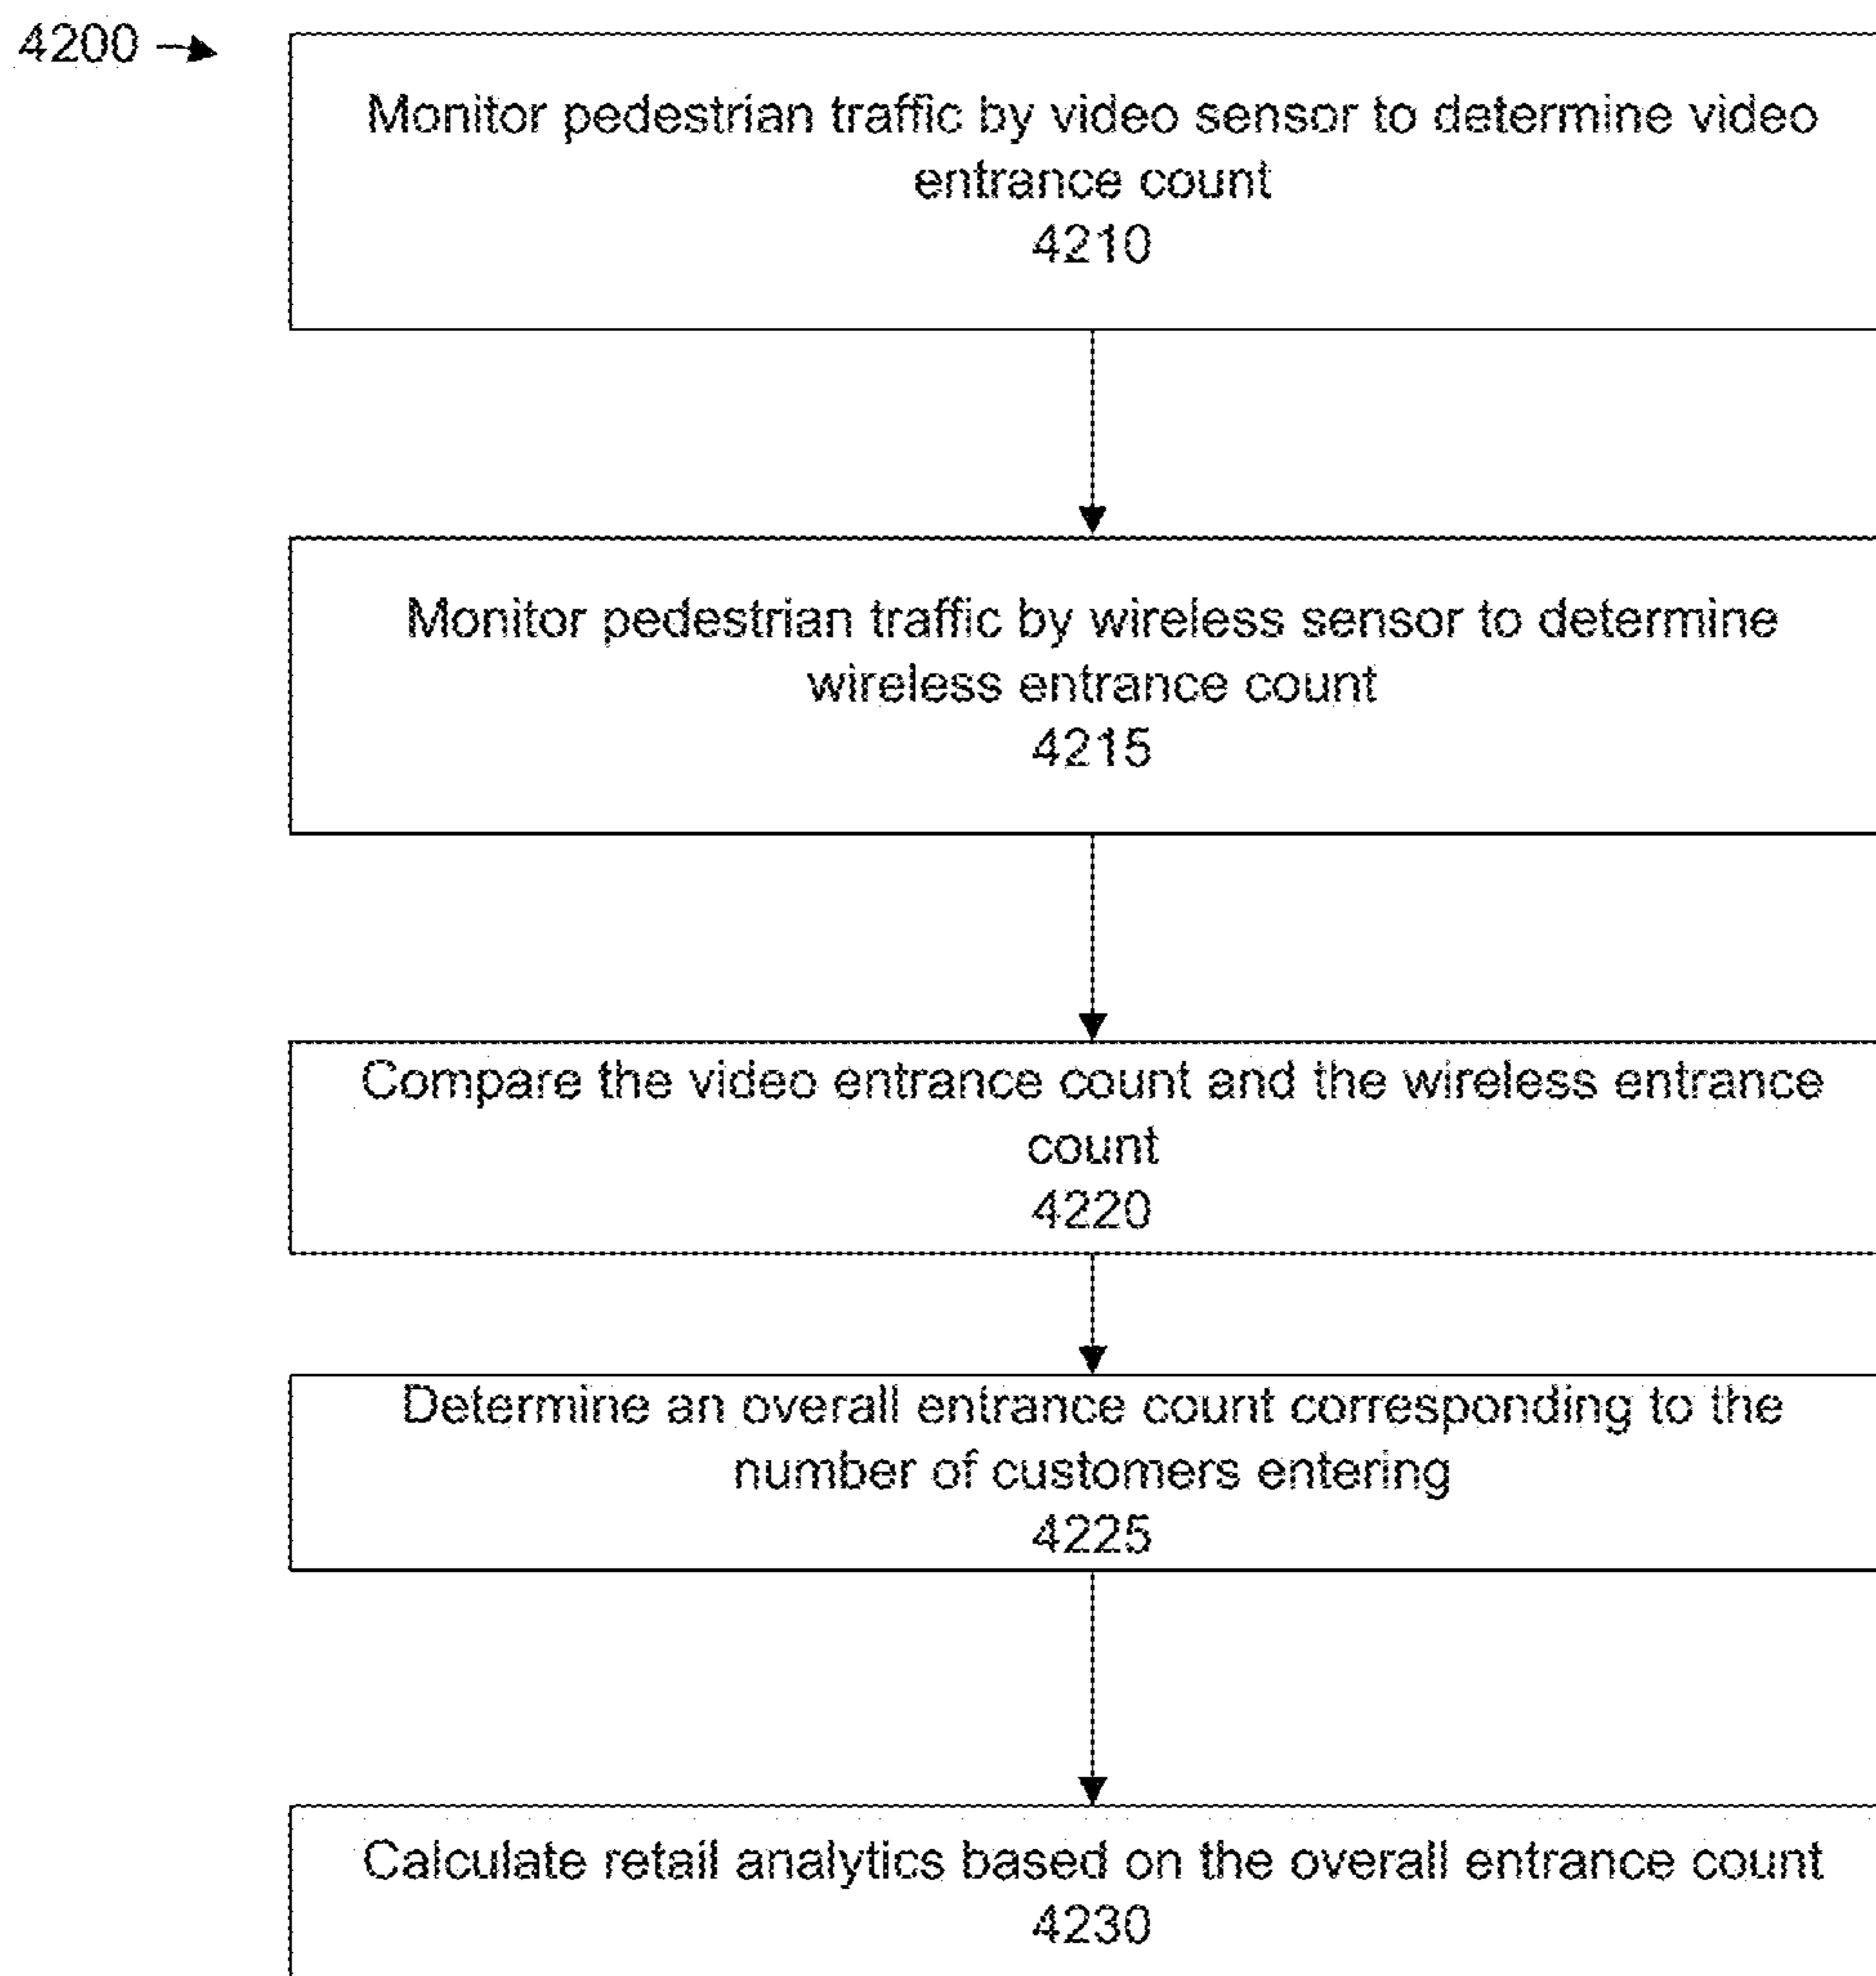 4200
Monitor pedestrian traffic by video sensor to determine video
entrance count
4210
Monitor pedestrian traffic by wireless sensor to determine
wireless entrance count
4215
Compare the video entrance count and the wireless entrance
count
4220
Determine an overall entrance count corresponding to the
number of customers entering
4225
Calculate retail analytics based on the overall entrance count
4230